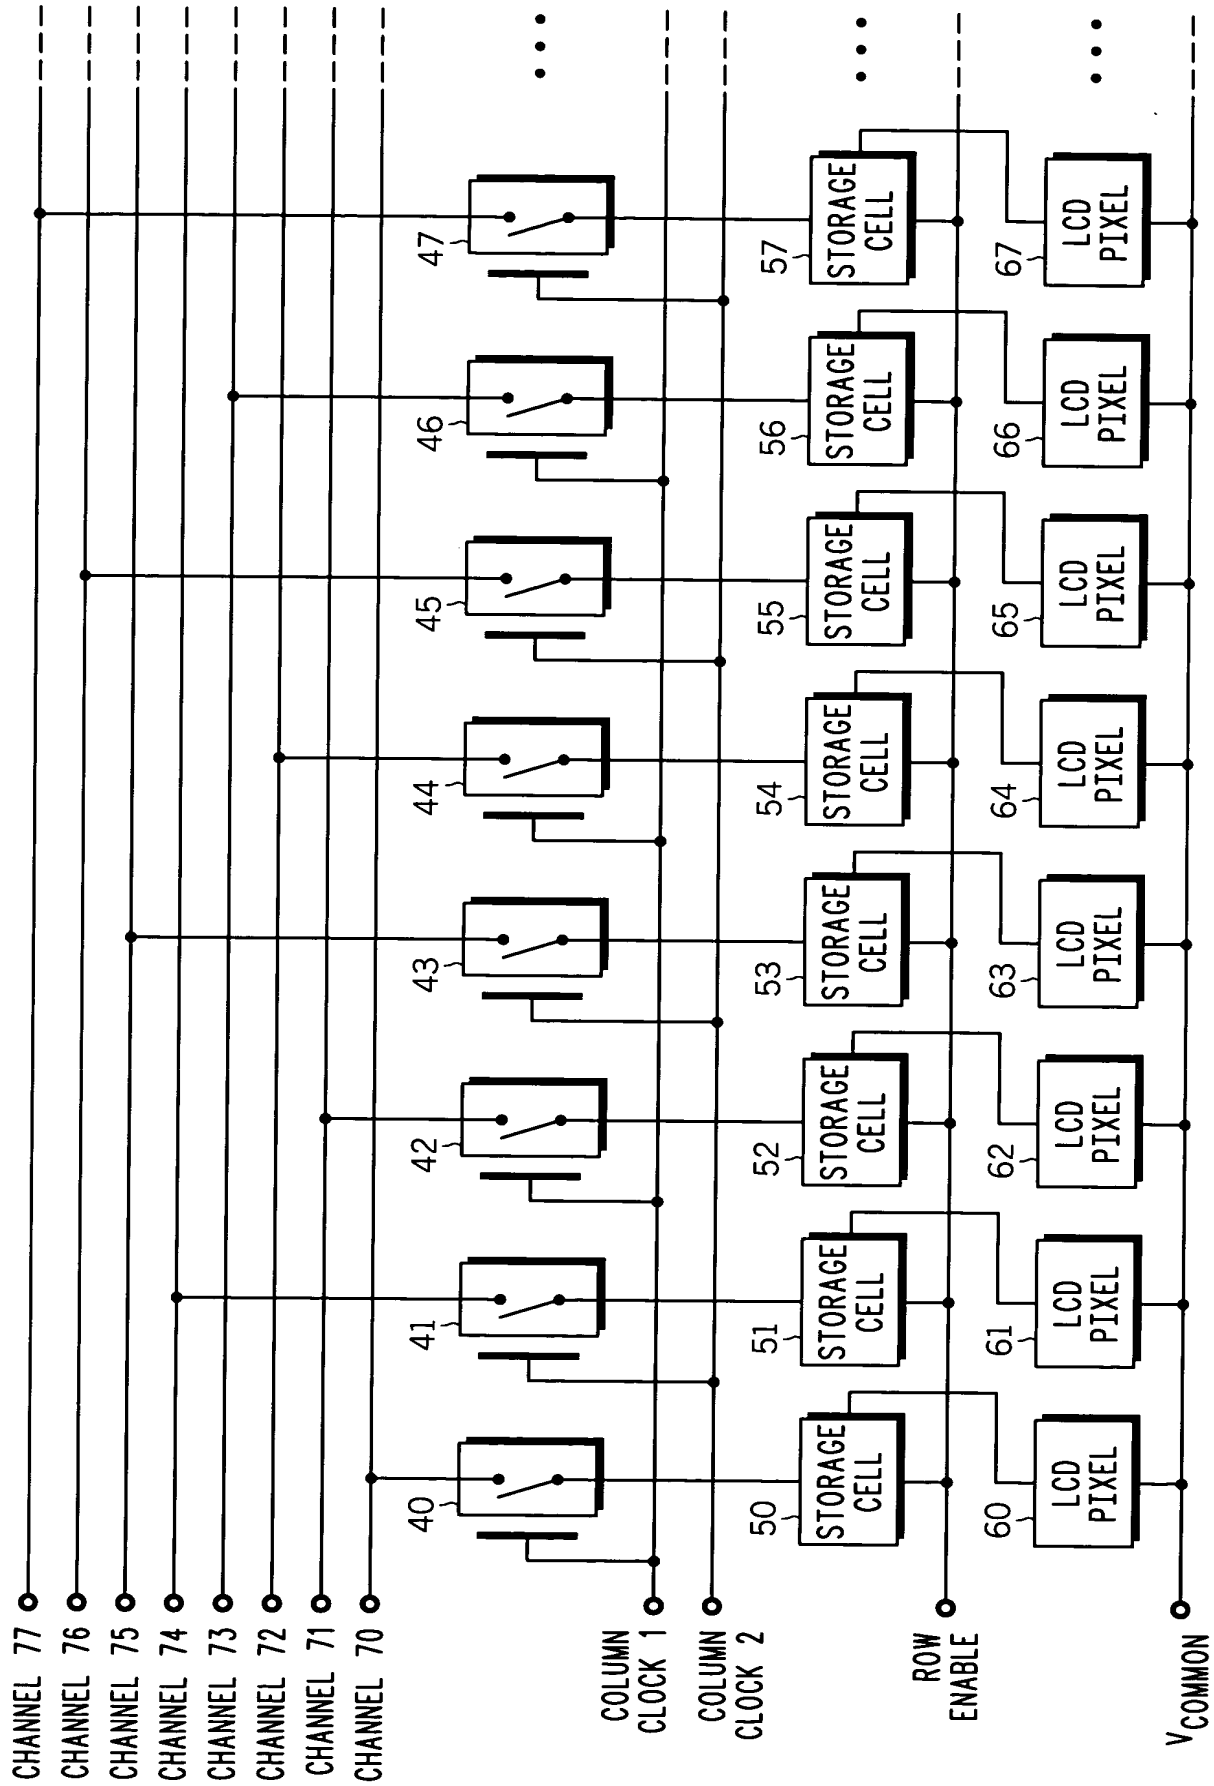 CHANNEL 77
CHANNEL 76
CHANNEL 75
CHANNEL 74
CHANNEL 73
CHANNEL 72
CHANNEL 71
CHANNEL 70
40
41
42
43
44
45
46
47
COLUMN
CLOCK 1
COLUMN
CLOCK 2
50
STORAGE
CELL
51
STORAGE
CELL
52
STORAGE
CELL
53
STORAGE
CELL
54
STORAGE
CELL
55
STORAGE
CELL
56
STORAGE
CELL
57
STORAGE
CELL
ROW
ENABLE
60
LCD
PIXEL
61
LCD
PIXEL
62
LCD
PIXEL
63
LCD
PIXEL
64
LCD
PIXEL
65
LCD
PIXEL
66
LCD
PIXEL
67
LCD
PIXEL
VCOMMON